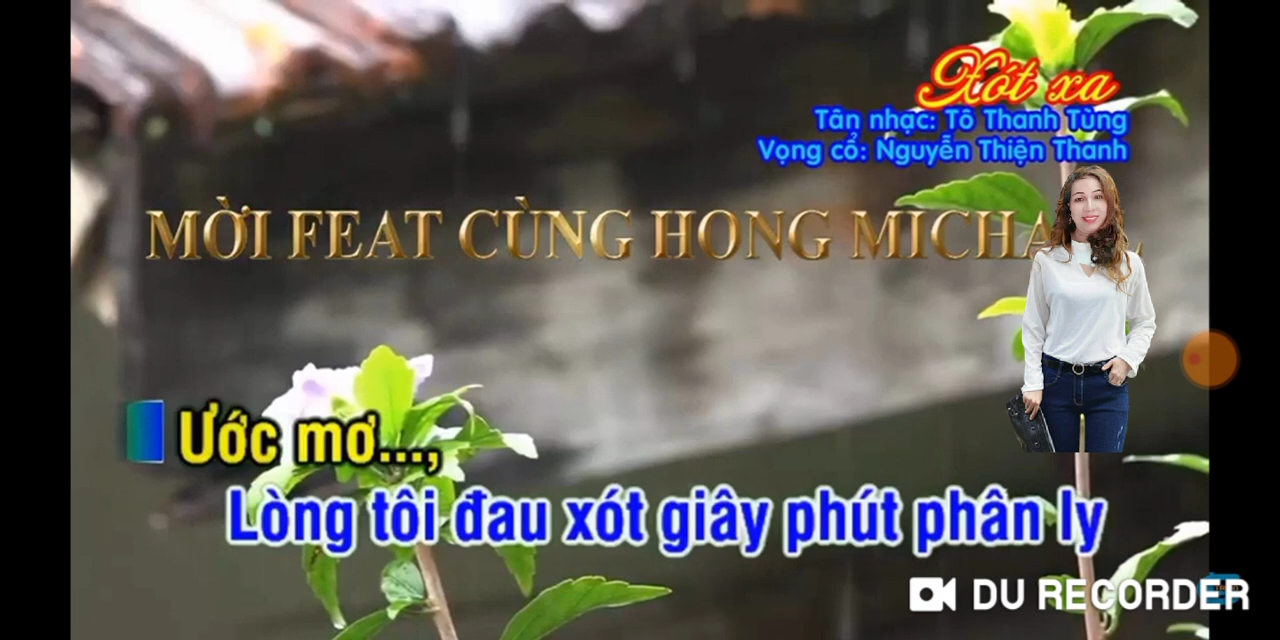 Xót xa
Tân nhạc: Tô Thanh Tùng
Vọng cổ: Nguyễn Thiện Thanh
MỜI FEAT CÙNG HONG
Ước mơ...,
Lòng tôi đau xót giây phút phân ly
DU RECORDER